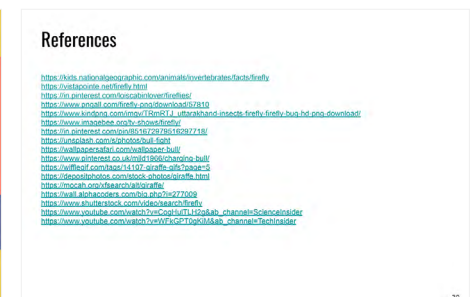 References
https://kids.nationalgeographic.com/animals/invertebrates/facts/firefly
https://vistapointe.net/firefly.html
https://in.pinterest.com/loiscabinlover/fireflies/
https://www.pngall.com/firefly-png/download/57810
https://www.kindpng.com/imgv/TRmRTJ_uttarakhand-insects-firefly-firefly-bug-hd-png-download/
https://www.imagebee.org/tv-shows/firefly/
https://in.pinterest.com/pin/851672979516297718/
https://unsplash.com/s/photos/bull-fight
https://wallpapersafari.com/wallpaper-bull/
https://www.pinterest.co.uk/mild1966/charging-bull/
https://wifflegif.com/tags/14107-giraffe-gifs?page=5
https://depositphotos.com/stock-photos/giraffe.html
https://mocah.org/xfsearch/alt/giraffe/
https://wall.alphacoders.com/big.php?i=277009
https://www.shutterstock.com/video/search/firefly
https://www.youtube.com/watch?v=CogHulTLH2g&ab_channel=ScienceInsider
https://www.youtube.com/watch?v=WFkGPT0gKiM&ab_channel=TechInsider